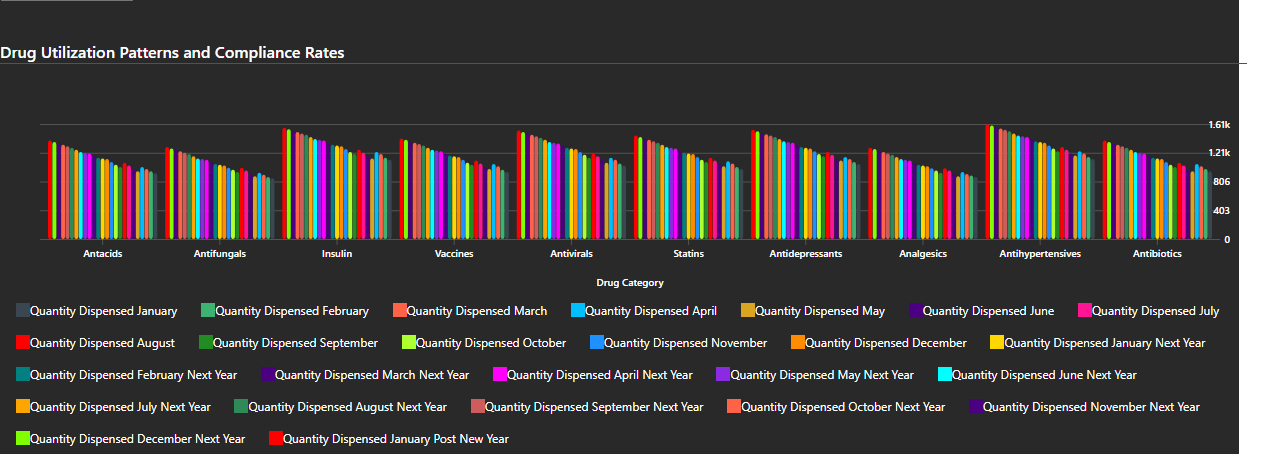 Drug Utilization Patterns and Compliance Rates
1.61k
1.21k
806
403
0
Antacids Antifungals Insulin Vaccines Antivirals Statins Antidepressants Analgesics Antihypertensives Antibiotics
Drug Category
Quantity Dispensed January Quantity Dispensed February Quantity Dispensed March Quantity Dispensed April Quantity Dispensed May Quantity Dispensed June Quantity Dispensed July
Quantity Dispensed August Quantity Dispensed September Quantity Dispensed October Quantity Dispensed November Quantity Dispensed December Quantity Dispensed January Next Year
Quantity Dispensed February Next Year Quantity Dispensed March Next Year Quantity Dispensed April Next Year Quantity Dispensed May Next Year Quantity Dispensed June Next Year
Quantity Dispensed July Next Year Quantity Dispensed August Next Year Quantity Dispensed September Next Year Quantity Dispensed October Next Year Quantity Dispensed November Next Year
Quantity Dispensed December Next Year Quantity Dispensed January Post New Year